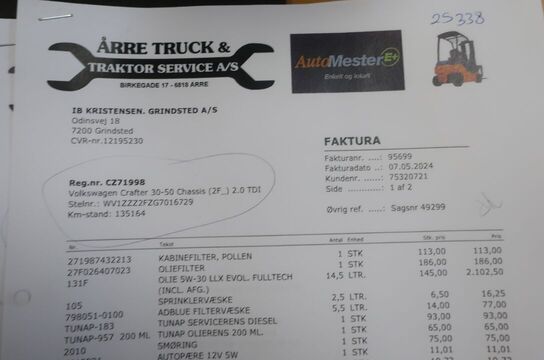 25338
ÅRRE TRUCK &
TRAKTOR SERVICE A/S
BIRKEGADE 17 - 6818 ÅRRE
AutoMester E+
Enkelt og lokalt
IB KRISTENSEN. GRINDSTED A/S
Odinsvej 18
7200 Grindsted
CVR-nr.12195230
FAKTURA
Fakturanr. ....: 95699
Fakturadato ..: 07.05.2024
Kundenr. ......: 75320721
Side ...........: 1 af 2
Øvrig ref. .....: Sagsnr 49299
Reg.nr. CZ71998
Volkswagen Crafter 30-50 Chassis (2F_) 2.0 TDI
Stelnr.: WV1ZZZ2FZG7016729
Km-stand: 135164
Nr. Tekst Antal Enhed Stk. pris Pris
271987432213 KABINEFILTER, POLLEN 1 STK 113,00 113,00
27F026407023 OLIEFILTER 1 STK 186,00 186,00
131F OLIE 5W-30 LLX EVOL. FULLTECH 14,5 LTR. 145,00 2.102,50
(INCL. AFG.)
105 SPRINKLERVÆSKE 2,5 LTR. 6,50 16,25
798051-0100 ADBLUE FILTERVÆSKE 5,5 LTR. 14,00 77,00
TUNAP-183 TUNAP SERVICERENS DIESEL 1 STK 93,00 93,00
TUNAP-957 200 ML TUNAP OLIERENS 200 ML. 1 STK 65,00 65,00
2010 SMØRING 1 STK 75,00 75,00
AUTOPÆRE 12V 5W 1 STK 11,01 11,01